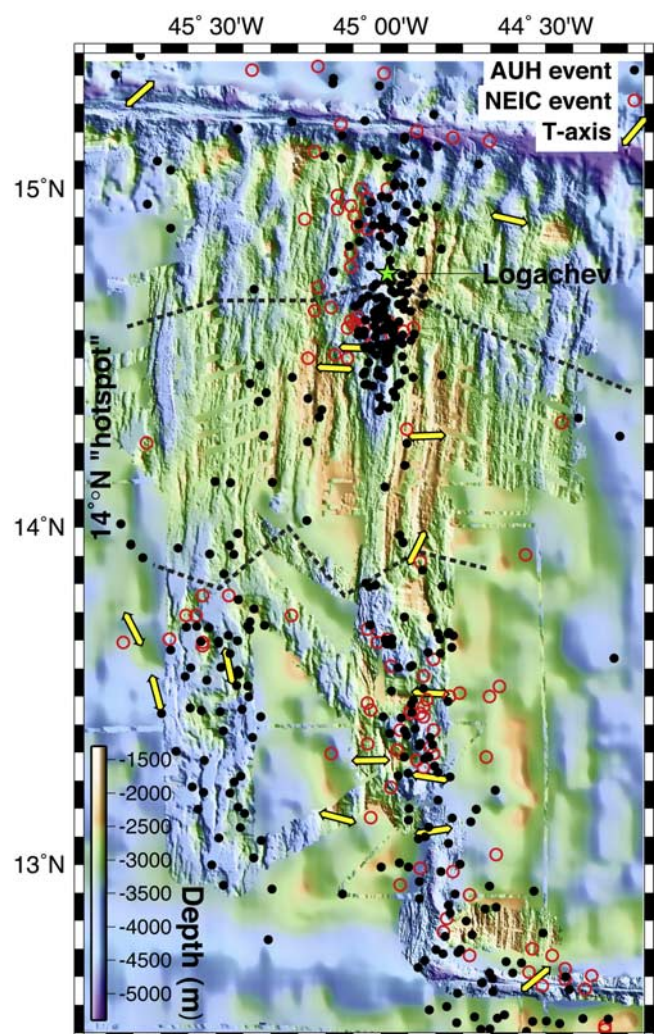 45˚ 30'W 45˚ 00'W 44˚ 30'W
AUH event
NEIC event
T-axis
15˚N
Logachev
14˚N "hotspot"
14˚N
13˚N
-1500
-2000
-2500
-3000
-3500
-4000
-4500
-5000
Depth (m)